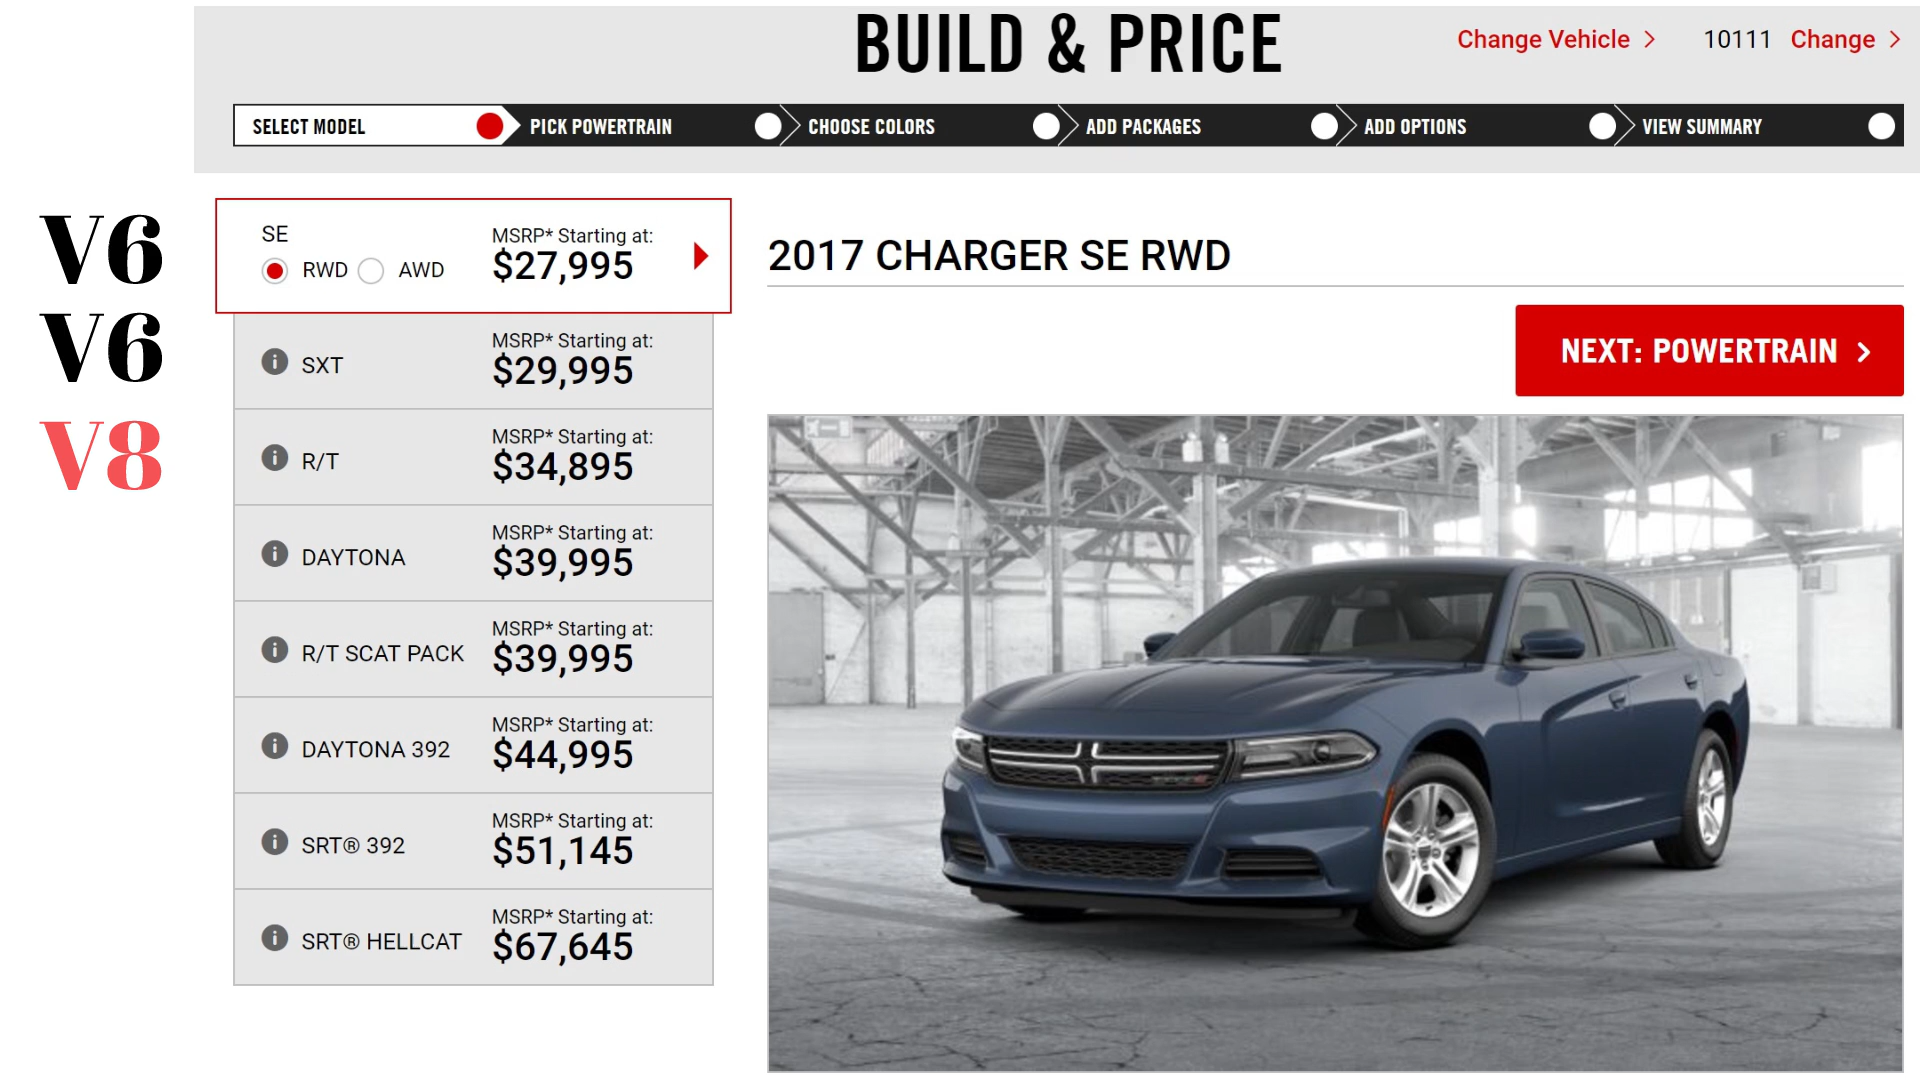 BUILD & PRICE
Change Vehicle
10111 Change
SELECT MODEL
PICK POWERTRAIN
CHOOSE COLORS
ADD PACKAGES
ADD OPTIONS
VIEW SUMMARY
V6
V6
V8
SE
RWD AWD
MSRP* Starting at:
$27,995
SXT
MSRP* Starting at:
$29,995
R/T
MSRP* Starting at:
$34,895
DAYTONA
MSRP* Starting at:
$39,995
R/T SCAT PACK
MSRP* Starting at:
$39,995
DAYTONA 392
MSRP* Starting at:
$44,995
SRT® 392
MSRP* Starting at:
$51,145
SRT® HELLCAT
MSRP* Starting at:
$67,645
2017 CHARGER SE RWD
NEXT: POWERTRAIN